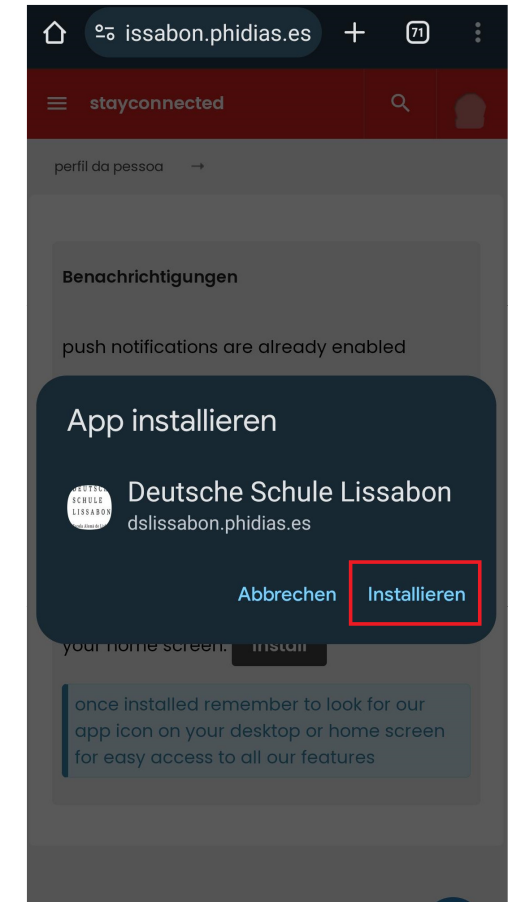 issabon.phidias.es
71
stayconnected
perfil da pessoa →
Benachrichtigungen
push notifications are already enabled
App installieren
DEUTSCHE
SCHULE
LISSABON
Deutsche Schule Lissabon
dslissabon.phidias.es
Abbrechen Installieren
your home screen. Install
once installed remember to look for our
app icon on your desktop or home screen
for easy access to all our features